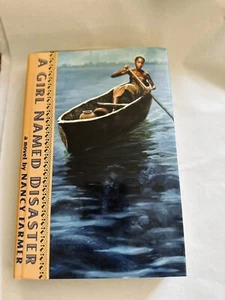 A GIRL NAMED DISASTER
a novel by NANCY FARMER